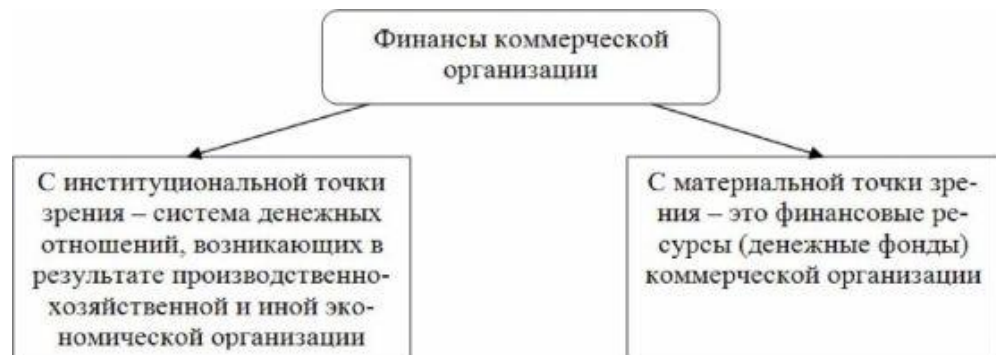 Финансы коммерческой
организации
С институциональной точки
зрения – система денежных
отношений, возникающих в
результате производственно-
хозяйственной и иной эко-
номической организации
С материальной точки зре-
ния – это финансовые ре-
сурсы (денежные фонды)
коммерческой организации